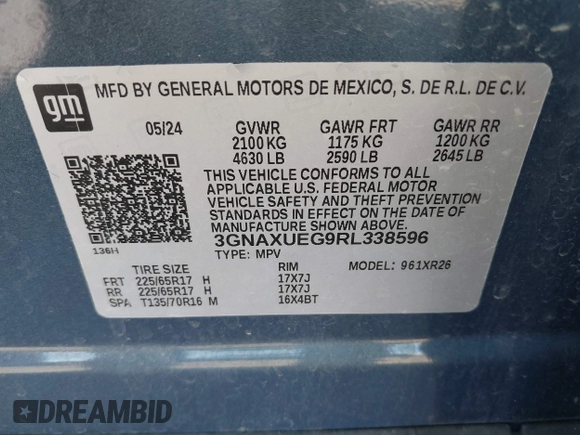 gm
MFD BY GENERAL MOTORS DE MEXICO, S. DE R.L. DE C.V.
05/24 GVWR GAWR FRT GAWR RR
2100 KG 1175 KG 1200 KG
4630 LB 2590 LB 2645 LB
THIS VEHICLE CONFORMS TO ALL
APPLICABLE U.S. FEDERAL MOTOR
VEHICLE SAFETY AND THEFT PREVENTION
STANDARDS IN EFFECT ON THE DATE
OF MANUFACTURE SHOWN ABOVE.
3GNAXUEG9RL338596
136H TYPE: MPV
TIRE SIZE RIM MODEL: 961XR26
FRT 225/65R17 H 17X7J
RR 225/65R17 H 17X7J
SPA T135/70R16 M 16X4BT
DREAMBID